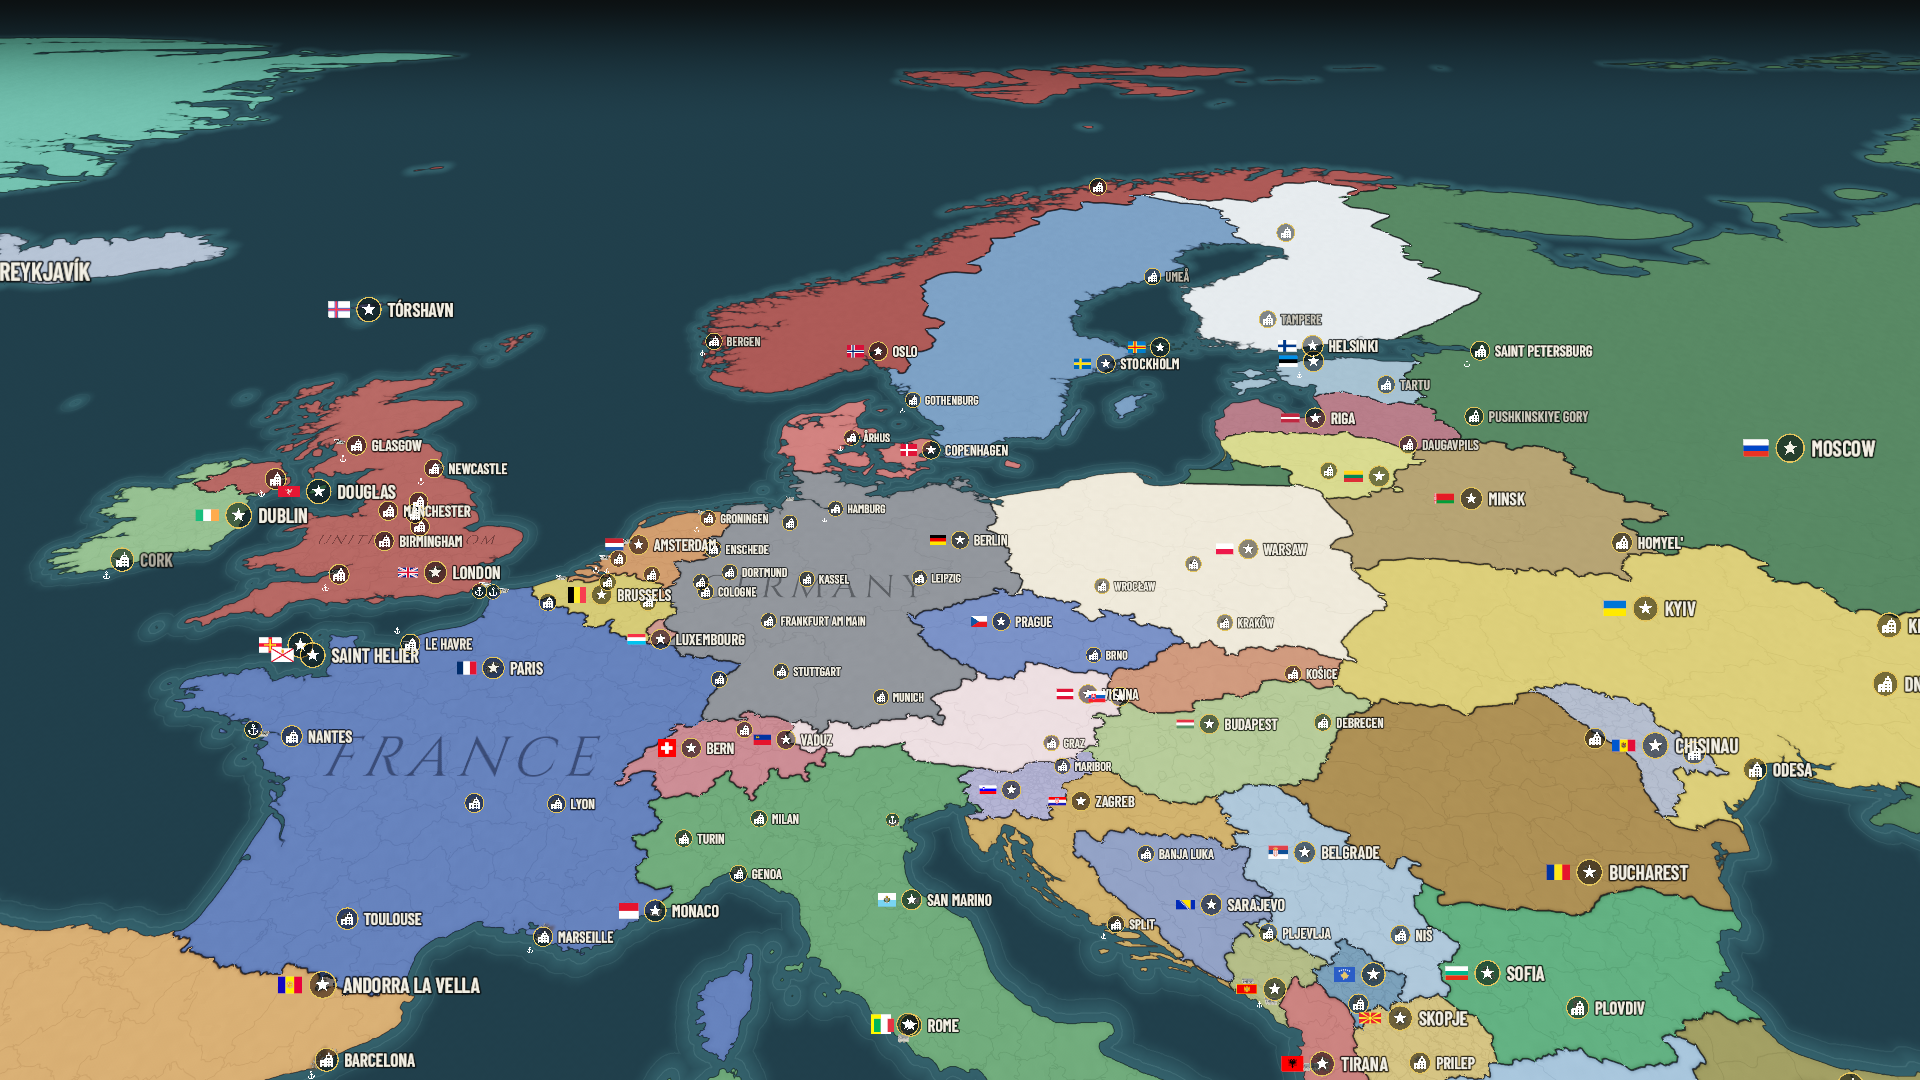 REYKJAVÍK
TÓRSHAVN
UMEÅ
TAMPERE
BERGEN
OSLO
HELSINKI
STOCKHOLM
SAINT PETERSBURG
TARTU
GOTHENBURG
RIGA
PUSHKINSKIYE GORY
ÅRHUS
COPENHAGEN
DAUGAVPILS
MOSCOW
GLASGOW
NEWCASTLE
DOUGLAS
MINSK
DUBLIN
MANCHESTER
HAMBURG
GRONINGEN
UNITED KINGDOM
BIRMINGHAM
AMSTERDAM
ENSCHEDE
BERLIN
WARSAW
HOMYEL'
CORK
LONDON
DORTMUND
KASSEL
LEIPZIG
GERMANY
WROCŁAW
BRUSSELS
COLOGNE
KYIV
FRANKFURT AM MAIN
PRAGUE
KRAKÓW
LE HAVRE
LUXEMBOURG
SAINT HELIER
BRNO
PARIS
STUTTGART
KOŠICE
MUNICH
VIENNA
NANTES
BUDAPEST
DEBRECEN
FRANCE
BERN
VADUZ
GRAZ
CHISINAU
MARIBOR
ODESA
LYON
ZAGREB
MILAN
TURIN
BANJA LUKA
BELGRADE
GENOA
BUCHAREST
SAN MARINO
SARAJEVO
MONACO
TOULOUSE
SPLIT
PLJEVLJA
NIŠ
MARSEILLE
SOFIA
ANDORRA LA VELLA
PLOVDIV
SKOPJE
ROME
BARCELONA
TIRANA
PRILEP